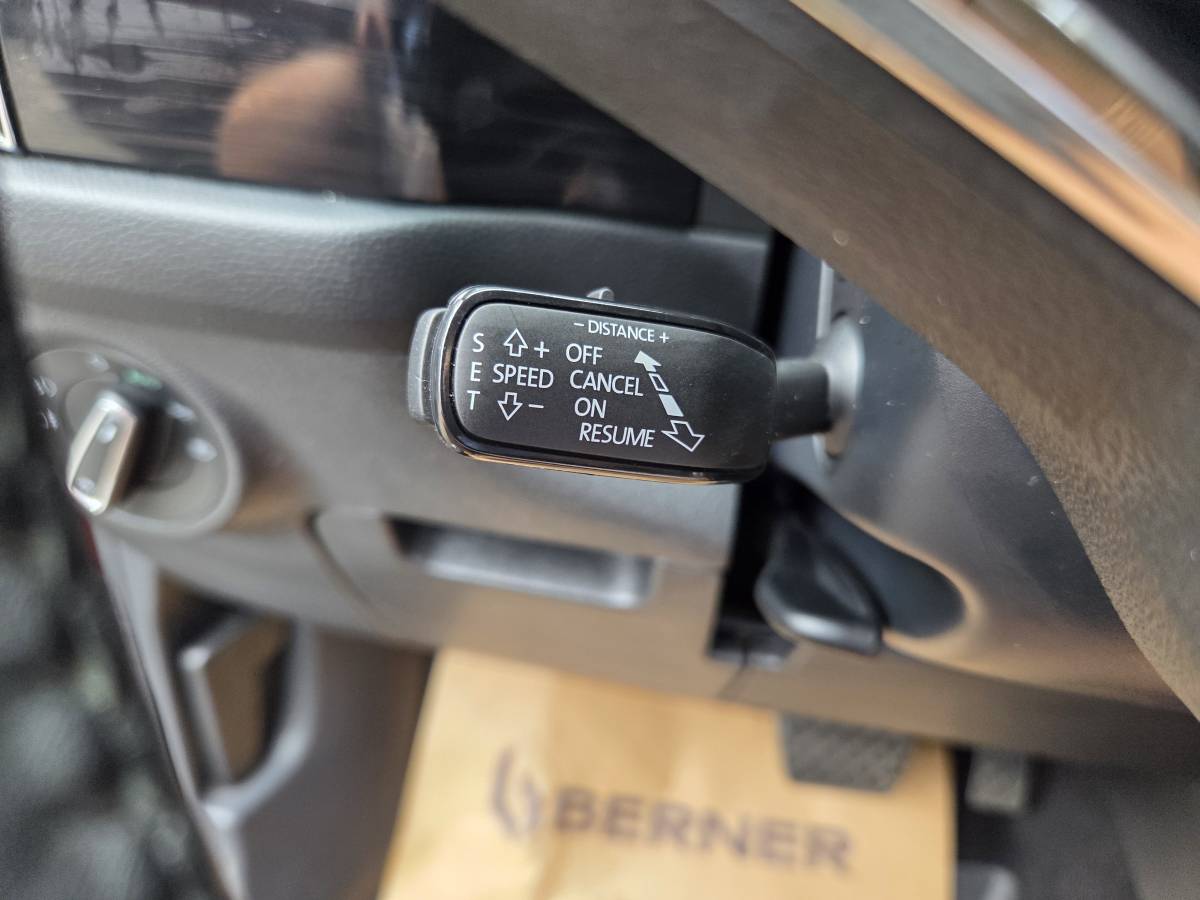 − DISTANCE +
S + OFF
E SPEED CANCEL
T − ON
RESUME
BERNER